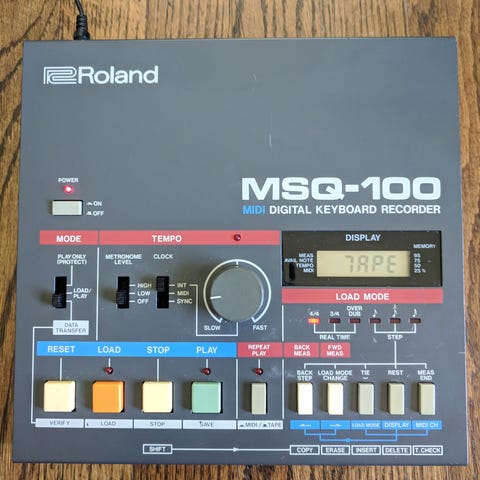 Roland
POWER
ON
OFF
MSQ-100
MIDI DIGITAL KEYBOARD RECORDER
MODE
TEMPO
DISPLAY
PLAY ONLY
(PROTECT)
LOAD/
PLAY
DATA
TRANSFER
METRONOME
LEVEL
HIGH
LOW
OFF
CLOCK
INT
MIDI
SYNC
SLOW
FAST
MEAS
AVAIL NOTE
TEMPO
MIDI
TAPE
MEMORY
95
75
50
25 %
LOAD MODE
4/4
3/4
OVER
DUB
REAL TIME
STEP
RESET
LOAD
STOP
PLAY
REPEAT
PLAY
BACK
MEAS
FWD
MEAS
BACK
STEP
LOAD MODE
CHANGE
TIE
REST
MEAS
END
VERIFY
LOAD
STOP
SAVE
MIDI/TAPE
LOAD MODE
DISPLAY
MIDI CH
SHIFT
COPY
ERASE
INSERT
DELETE
T.CHECK